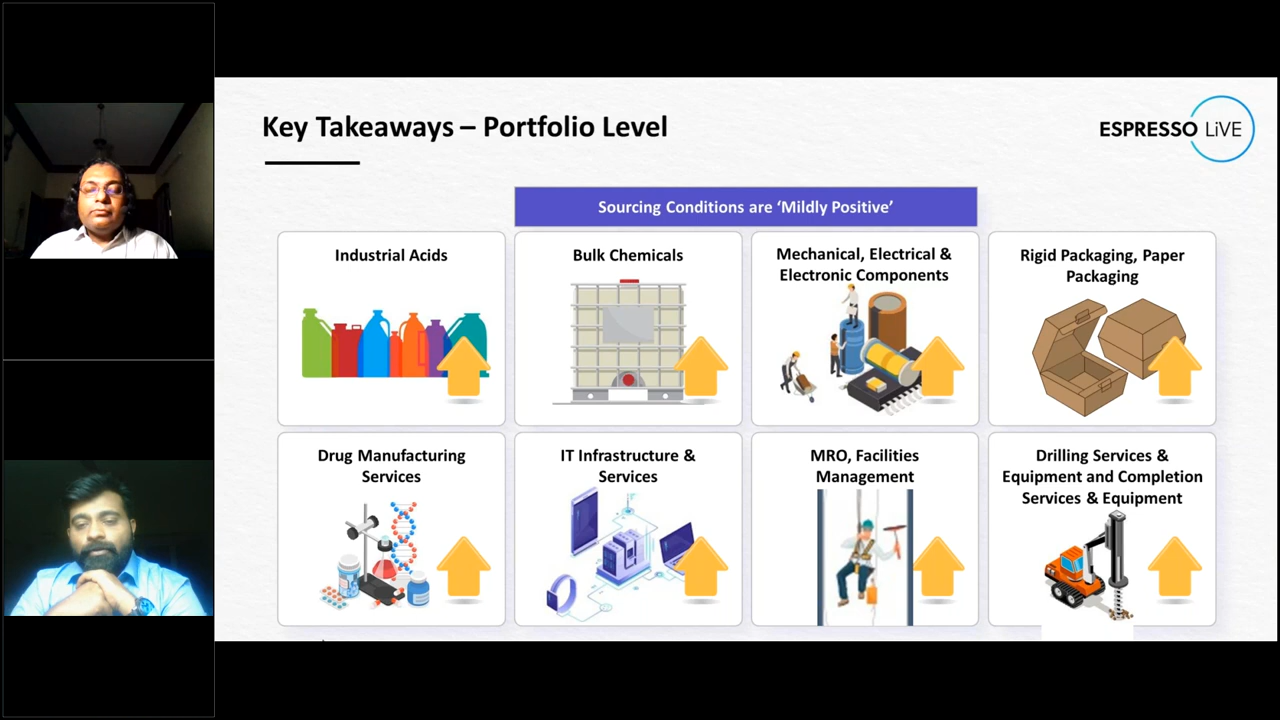 Key Takeaways – Portfolio Level
ESPRESSO LiVE
Sourcing Conditions are ‘Mildly Positive’
Industrial Acids
Bulk Chemicals
Mechanical, Electrical &
Electronic Components
Rigid Packaging, Paper
Packaging
Drug Manufacturing
Services
IT Infrastructure &
Services
MRO, Facilities
Management
Drilling Services &
Equipment and Completion
Services & Equipment